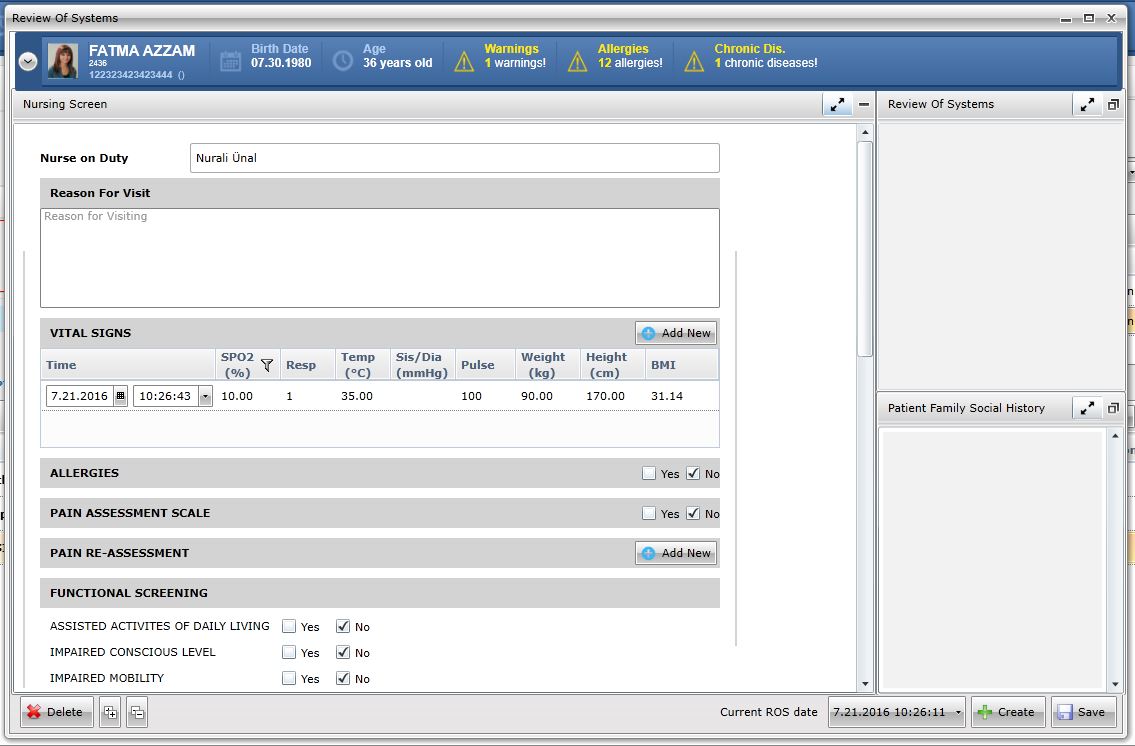 Review Of Systems
FATMA AZZAM
2436
122323423423444 ()
Birth Date
07.30.1980
Age
36 years old
Warnings
1 warnings!
Allergies
12 allergies!
Chronic Dis.
1 chronic diseases!
Nursing Screen
Nurse on Duty
Nurali Ünal
Reason For Visit
Reason for Visiting
VITAL SIGNS
Add New
Time
SPO2 (%)
Resp
Temp (°C)
Sis/Dia (mmHg)
Pulse
Weight (kg)
Height (cm)
BMI
7.21.2016 10:26:43 10.00 1 35.00 100 90.00 170.00 31.14
ALLERGIES Yes No
PAIN ASSESSMENT SCALE Yes No
PAIN RE-ASSESSMENT Add New
FUNCTIONAL SCREENING
ASSISTED ACTIVITES OF DAILY LIVING Yes No
IMPAIRED CONSCIOUS LEVEL Yes No
IMPAIRED MOBILITY Yes No
Review Of Systems
Patient Family Social History
Delete
Current ROS date 7.21.2016 10:26:11
Create
Save